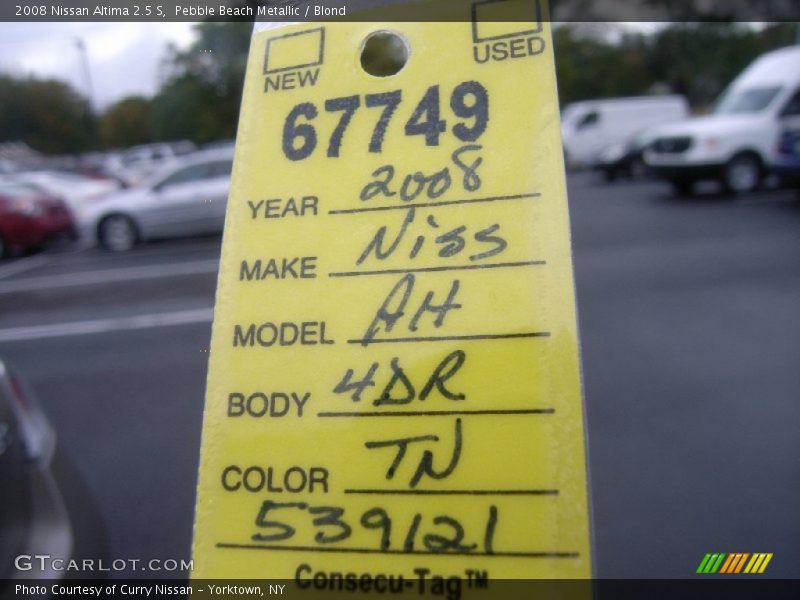 2008 Nissan Altima 2.5 S,  Pebble Beach Metallic / Blond
NEW USED
67749
YEAR 2008
MAKE Niss
MODEL AH
BODY 4DR
COLOR TN
539121
Consecu-Tag™
GTCARLOT.COM
Photo Courtesy of Curry Nissan - Yorktown, NY